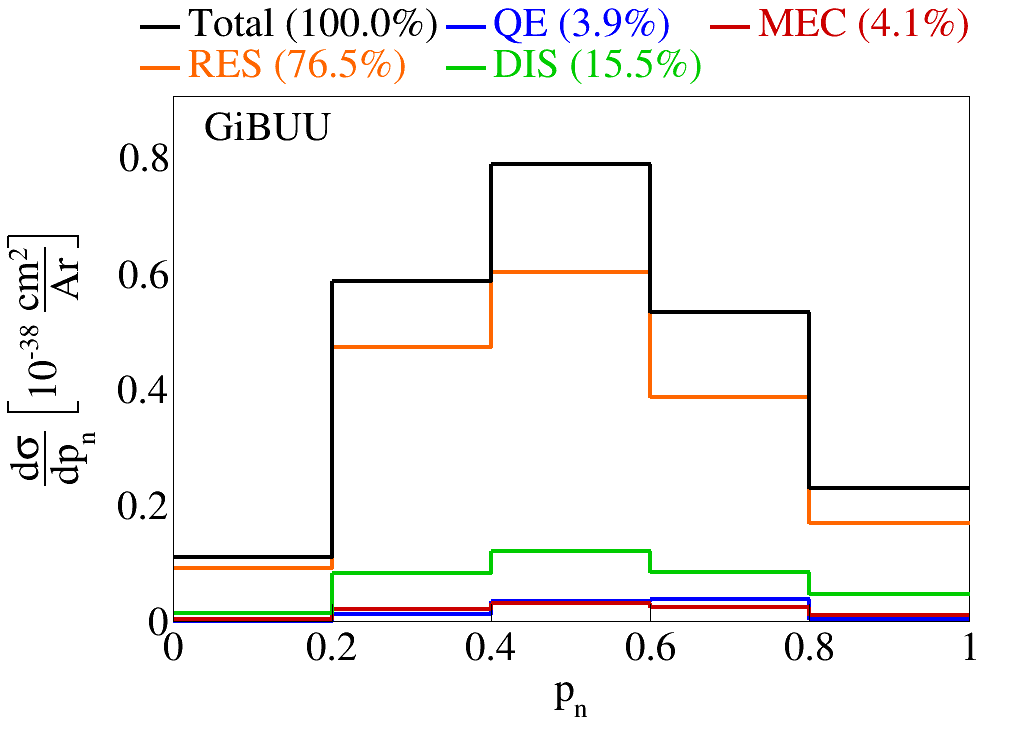 Total (100.0%) QE (3.9%) MEC (4.1%)
RES (76.5%) DIS (15.5%)
GiBUU
0.8
0.6
0.4
0.2
0
0 0.2 0.4 0.6 0.8 1
p_n
dσ/dp_n [10^-38 cm^2/Ar]